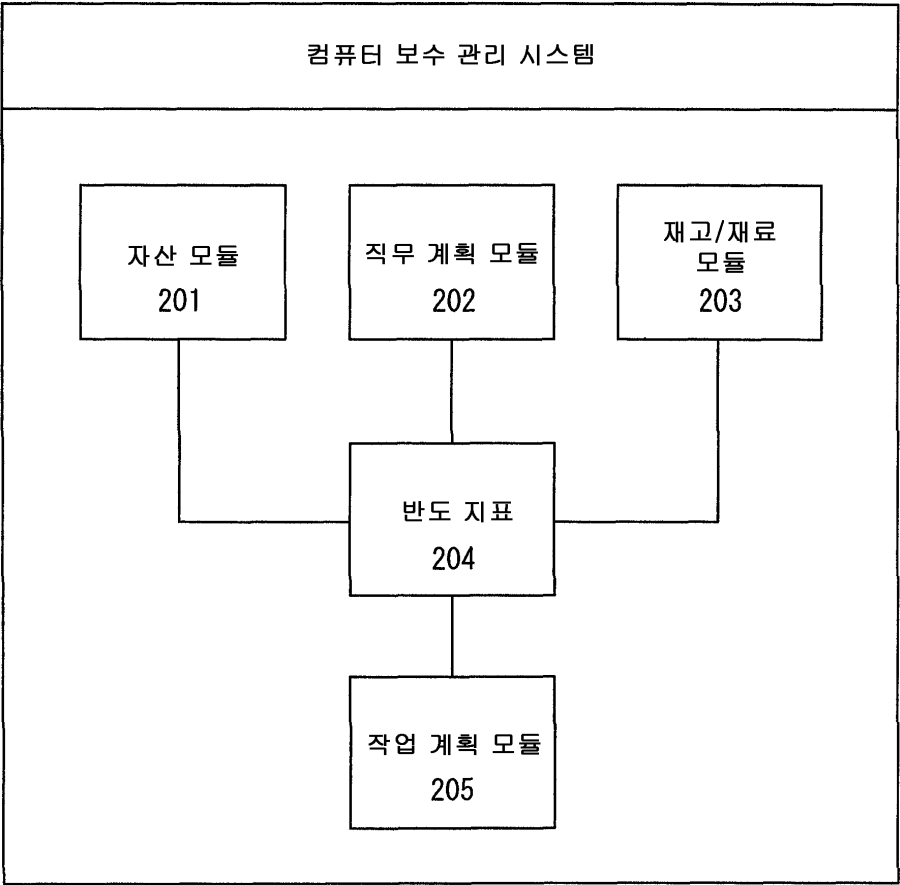 컴퓨터 보수 관리 시스템
자산 모듈
201
직무 계획 모듈
202
재고/재료
모듈
203
반도 지표
204
작업 계획 모듈
205